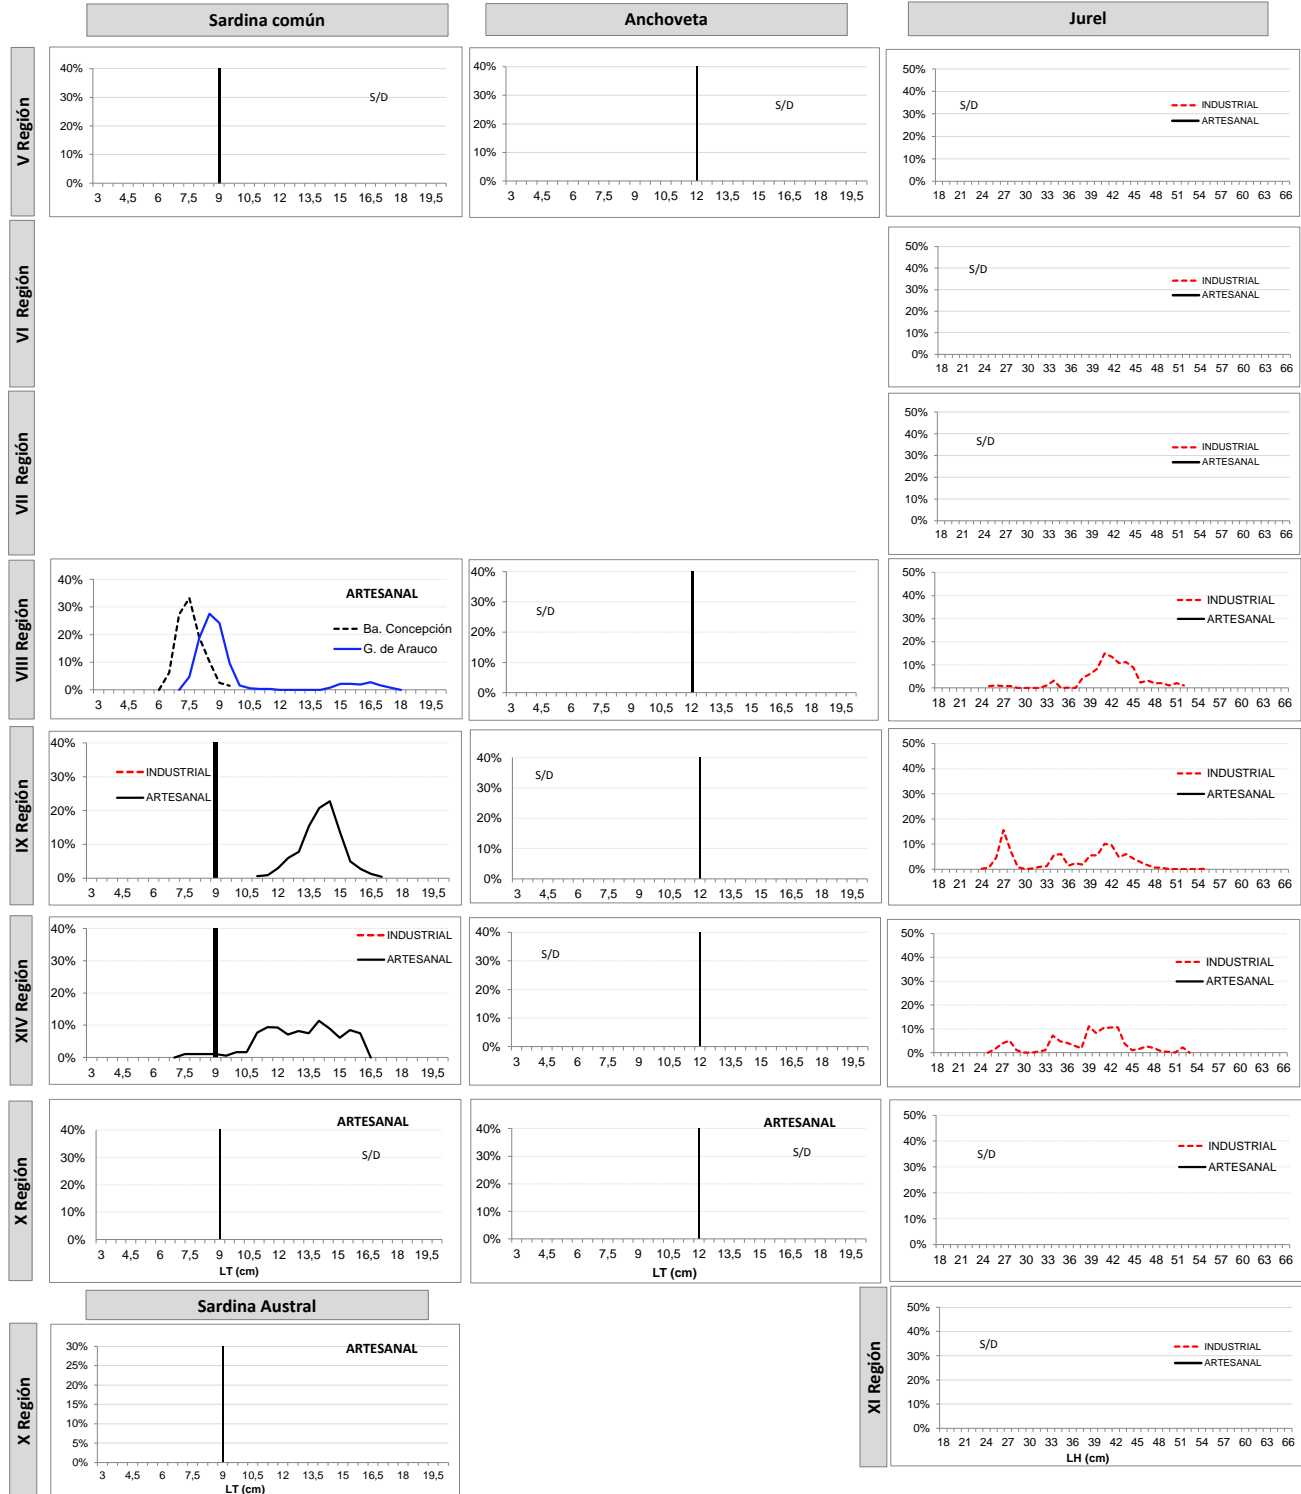 Sardina común
Anchoveta
Jurel
V Región
40%
30%
20%
10%
0%
S/D
3 4,5 6 7,5 9 10,5 12 13,5 15 16,5 18 19,5
40%
30%
20%
10%
0%
S/D
3 4,5 6 7,5 9 10,5 12 13,5 15 16,5 18 19,5
50%
40%
30%
20%
10%
0%
S/D
INDUSTRIAL
ARTESANAL
18 21 24 27 30 33 36 39 42 45 48 51 54 57 60 63 66
VI Región
50%
40%
30%
20%
10%
0%
S/D
INDUSTRIAL
ARTESANAL
18 21 24 27 30 33 36 39 42 45 48 51 54 57 60 63 66
VII Región
50%
40%
30%
20%
10%
0%
S/D
INDUSTRIAL
ARTESANAL
18 21 24 27 30 33 36 39 42 45 48 51 54 57 60 63 66
VIII Región
40%
30%
20%
10%
0%
ARTESANAL
Ba. Concepción
G. de Arauco
3 4,5 6 7,5 9 10,5 12 13,5 15 16,5 18 19,5
40%
30%
20%
10%
0%
S/D
3 4,5 6 7,5 9 10,5 12 13,5 15 16,5 18 19,5
50%
40%
30%
20%
10%
0%
INDUSTRIAL
ARTESANAL
18 21 24 27 30 33 36 39 42 45 48 51 54 57 60 63 66
IX Región
40%
30%
20%
10%
0%
INDUSTRIAL
ARTESANAL
3 4,5 6 7,5 9 10,5 12 13,5 15 16,5 18 19,5
40%
30%
20%
10%
0%
S/D
3 4,5 6 7,5 9 10,5 12 13,5 15 16,5 18 19,5
50%
40%
30%
20%
10%
0%
INDUSTRIAL
ARTESANAL
18 21 24 27 30 33 36 39 42 45 48 51 54 57 60 63 66
XIV Región
40%
30%
20%
10%
0%
INDUSTRIAL
ARTESANAL
3 4,5 6 7,5 9 10,5 12 13,5 15 16,5 18 19,5
40%
30%
20%
10%
0%
S/D
3 4,5 6 7,5 9 10,5 12 13,5 15 16,5 18 19,5
50%
40%
30%
20%
10%
0%
INDUSTRIAL
ARTESANAL
18 21 24 27 30 33 36 39 42 45 48 51 54 57 60 63 66
X Región
ARTESANAL
40%
30%
20%
10%
0%
S/D
3 4,5 6 7,5 9 10,5 12 13,5 15 16,5 18 19,5
LT (cm)
ARTESANAL
40%
30%
20%
10%
0%
S/D
3 4,5 6 7,5 9 10,5 12 13,5 15 16,5 18 19,5
LT (cm)
50%
40%
30%
20%
10%
0%
S/D
INDUSTRIAL
ARTESANAL
18 21 24 27 30 33 36 39 42 45 48 51 54 57 60 63 66
Sardina Austral
X Región
30%
25%
20%
15%
10%
5%
0%
ARTESANAL
3 4,5 6 7,5 9 10,5 12 13,5 15 16,5 18 19,5
LT (cm)
XI Región
50%
40%
30%
20%
10%
0%
S/D
INDUSTRIAL
ARTESANAL
18 21 24 27 30 33 36 39 42 45 48 51 54 57 60 63 66
LH (cm)